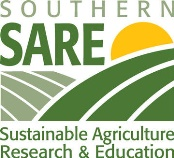 SOUTHERN
SARE
Sustainable Agriculture
Research & Education